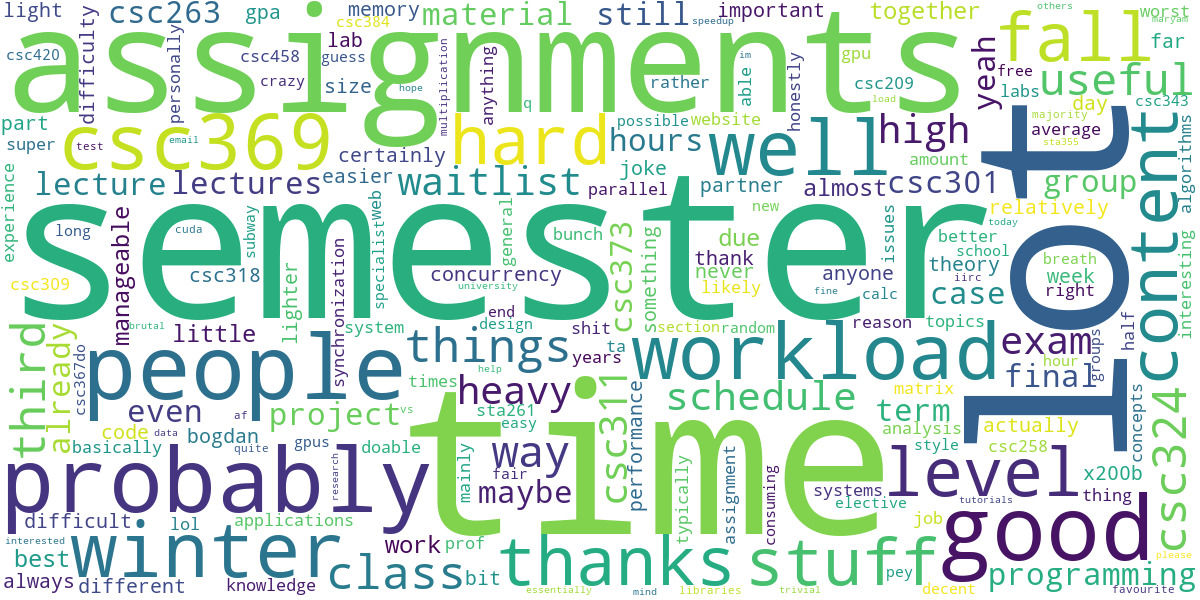 light
csc263
gpa
memory
material
still
important
together
worst
maryam
csc384
speedup
others
assignments
csc420
difficulty
personally
csc458
lab
guess
im
fall
far
crazy
size
hope
multiplication
anything
rather
able
gpu
honestly
yeah
free
useful
q
csc209
load
labs
day
csc343
part
super
csc369
test
email
hard
possible
website
hours
well
high
majority
average
sta355
algorithms
certainly
easier
joke
amount
lecture
lectures
waitlist
parallel
partner
almost
csc301
group
lot
content
experience
semester
relatively
long
cuda
subway
specialist
web
general
new
bunch
due
issues
better
today
school
breath
iirc
interesting
manageable
csc318
concurrency
university
csc373
something
thank
never
likely
anyone
calc
fine
theory
case
week
right
csc309
lighter
synchronization
third
already
brutal
little
system
end
design
shit
ta
years
section
random
reason
topics
exam
hour
groups
half
people
csc367do
things
help
workload
final
concepts
even
af
times
heavy
sta261
easy
csc311
performance
schedule
matrix
term
csc324
code
project
vs
basically
data
bogdan
quite
gpus
doable
time
analysis
actually
style
csc258
probably
research
mainly
way
fair
maybe
typically
assignment
consuming
systems
elective
level
x200b
thing
tutorials
difficult
lol
applications
job
good
interested
best
winter
work
prof
thanks
stuff
pey
programming
please
always
different
knowledge
class
bit
essentially
mind
libraries
trivial
decent
favourite